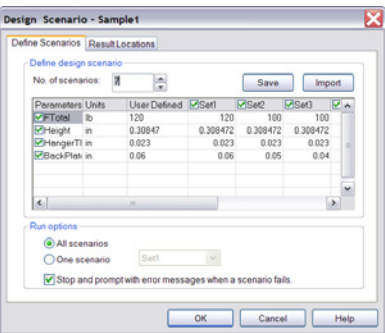 Design Scenario - Sample1
Define Scenarios Result Locations
Define design scenario
No. of scenarios:
Save Import
Parameters Units User Defined Set1 Set2 Set3
FTotal lb 120 120 100 100
Height in 0.30847 0.308472 0.308472 0.308472
HangerTl in 0.023 0.023 0.023 0.023
BackPlat in 0.06 0.06 0.05 0.04
Run options
All scenarios
One scenario Set1
Stop and prompt with error messages when a scenario fails.
OK Cancel Help